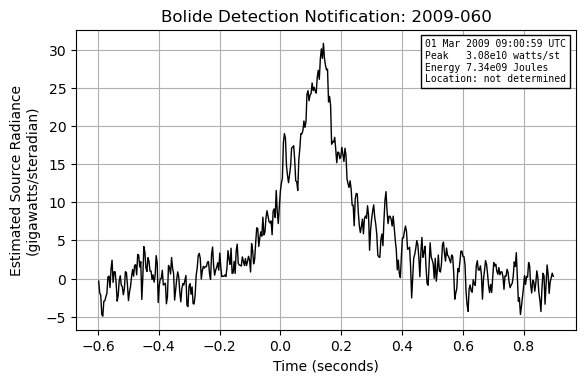 Bolide Detection Notification: 2009-060
01 Mar 2009 09:00:59 UTC
Peak   3.08e10 watts/st
Energy 7.34e09 Joules
Location: not determined
Estimated Source Radiance
(gigawatts/steradian)
30
25
20
15
10
5
0
−5
−0.6 −0.4 −0.2 0.0 0.2 0.4 0.6 0.8
Time (seconds)